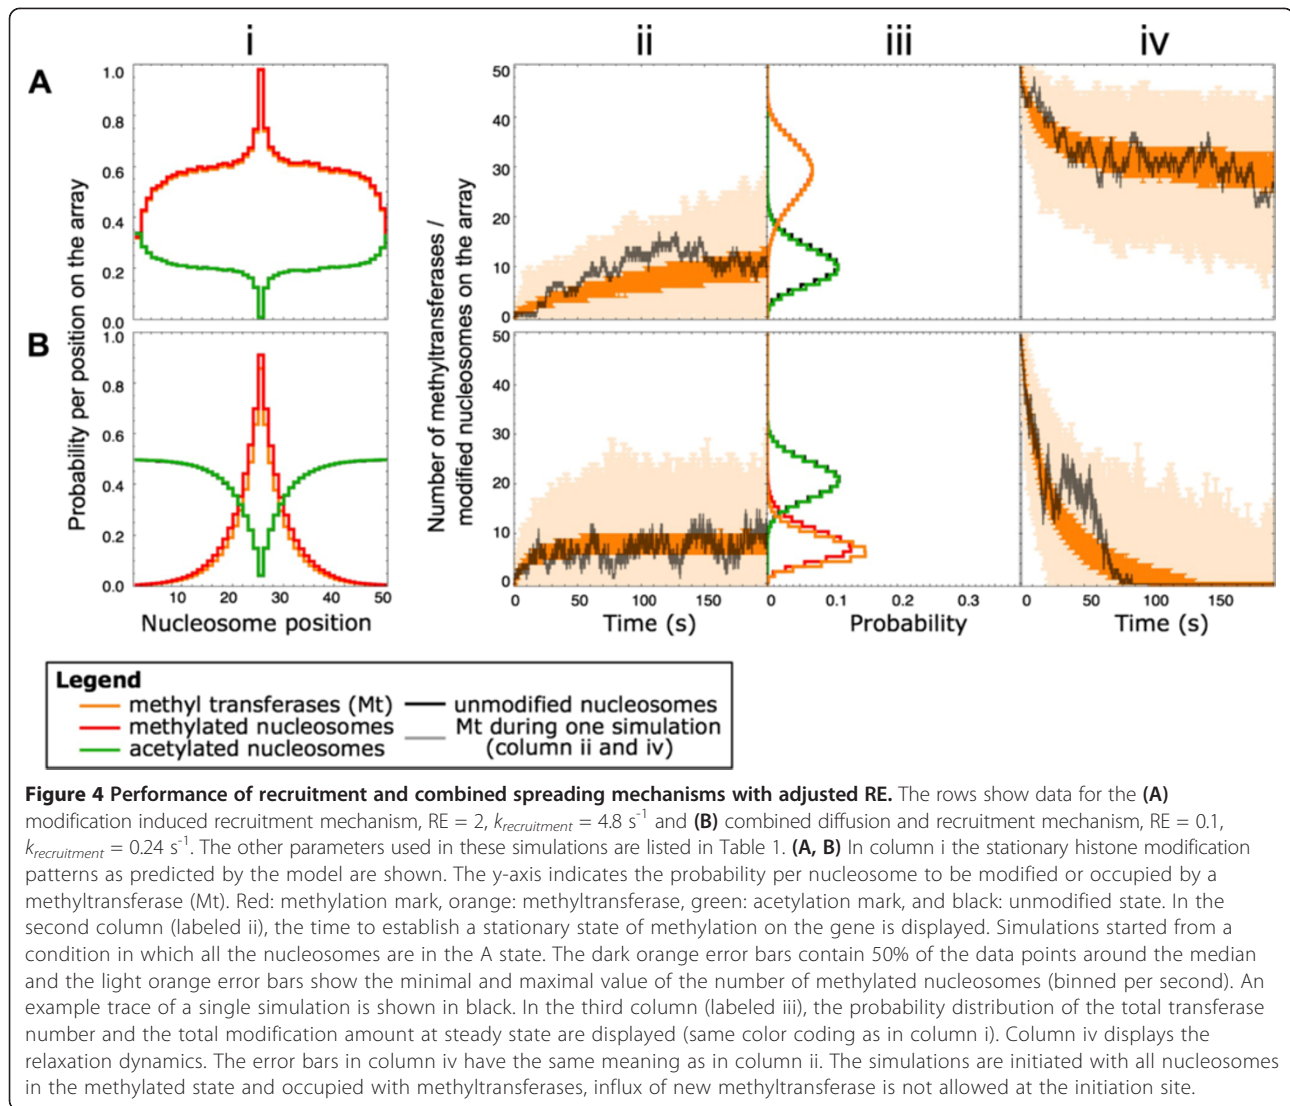 i ii iii iv
A
1.0
0.8
0.6
0.4
0.2
0.0
50
40
30
20
10
0
B
1.0
0.8
0.6
0.4
0.2
0.0
50
40
30
20
10
0
Probability per position on the array
Number of methyltransferases /
modified nucleosomes on the array
10 20 30 40 50
0 50 100 150
0 0.1 0.2 0.3
0 50 100 150
Nucleosome position
Time (s)
Probability
Time (s)
Legend
methyl transferases (Mt)
methylated nucleosomes
acetylated nucleosomes
unmodified nucleosomes
Mt during one simulation
(column ii and iv)
Figure 4 Performance of recruitment and combined spreading mechanisms with adjusted RE. The rows show data for the (A)
modification induced recruitment mechanism, RE = 2, k_recruitment = 4.8 s⁻¹ and (B) combined diffusion and recruitment mechanism, RE = 0.1,
k_recruitment = 0.24 s⁻¹. The other parameters used in these simulations are listed in Table 1. (A, B) In column i the stationary histone modification
patterns as predicted by the model are shown. The y-axis indicates the probability per nucleosome to be modified or occupied by a
methyltransferase (Mt). Red: methylation mark, orange: methyltransferase, green: acetylation mark, and black: unmodified state. In the
second column (labeled ii), the time to establish a stationary state of methylation on the gene is displayed. Simulations started from a
condition in which all the nucleosomes are in the A state. The dark orange error bars contain 50% of the data points around the median
and the light orange error bars show the minimal and maximal value of the number of methylated nucleosomes (binned per second). An
example trace of a single simulation is shown in black. In the third column (labeled iii), the probability distribution of the total transferase
number and the total modification amount at steady state are displayed (same color coding as in column i). Column iv displays the
relaxation dynamics. The error bars in column iv have the same meaning as in column ii. The simulations are initiated with all nucleosomes
in the methylated state and occupied with methyltransferases, influx of new methyltransferase is not allowed at the initiation site.